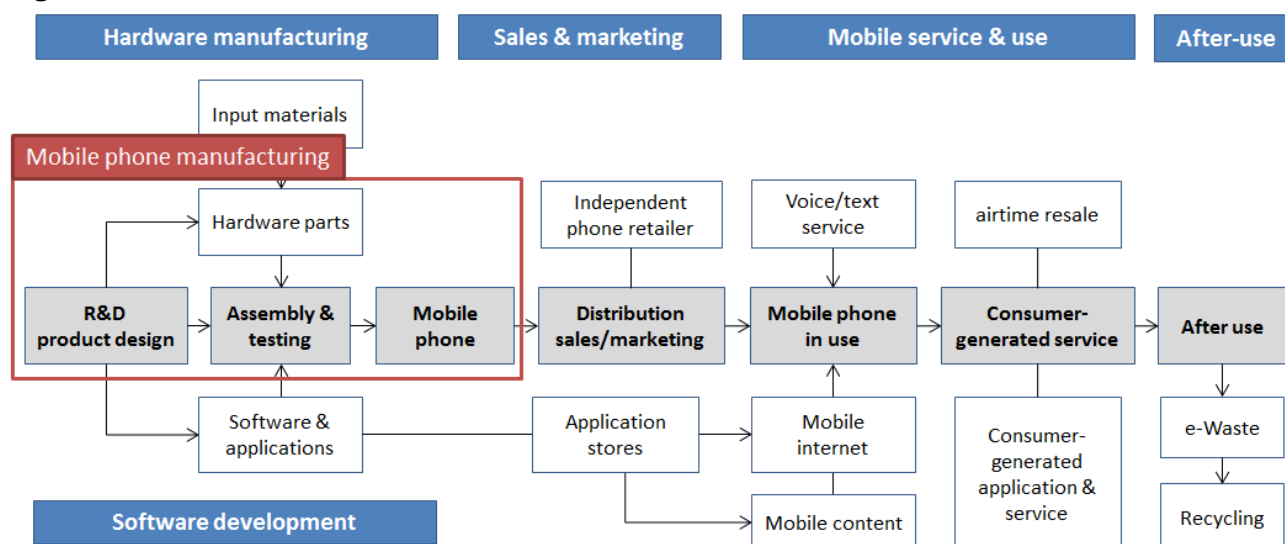 Hardware manufacturing
Sales & marketing
Mobile service & use
After-use
Input materials
Mobile phone manufacturing
Hardware parts
Independent
phone retailer
Voice/text
service
airtime resale
R&D
product design
Assembly &
testing
Mobile
phone
Distribution
sales/marketing
Mobile phone
in use
Consumer-
generated service
After use
Software &
applications
Application
stores
Mobile
internet
Consumer-
generated
application &
service
e-Waste
Mobile content
Recycling
Software development